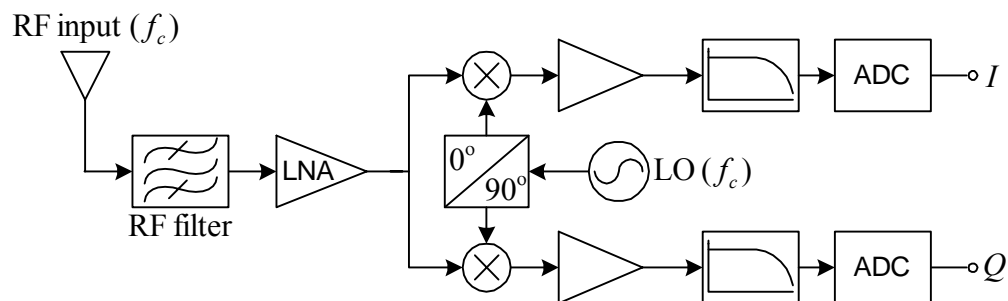 RF input (f_c)
ADC
I
LNA
0°
90°
LO (f_c)
RF filter
ADC
Q